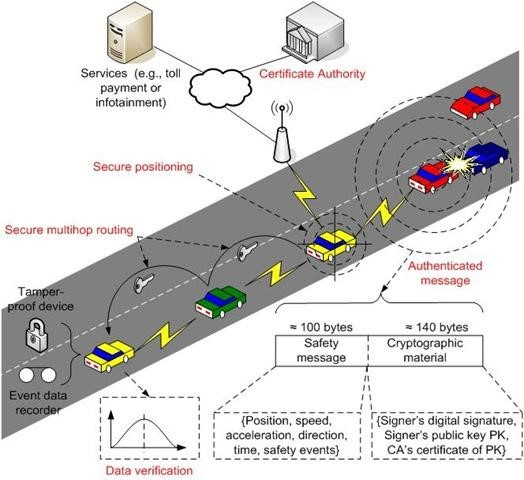 Services (e.g., toll
payment or
infotainment)
Certificate Authority
Secure positioning
Secure multihop routing
Tamper-
proof device
Event data
recorder
Data verification
Authenticated
message
≈ 100 bytes
≈ 140 bytes
Safety
message
Cryptographic
material
{Position, speed,
acceleration, direction,
time, safety events}
{Signer's digital signature,
Signer's public key PK,
CA's certificate of PK}